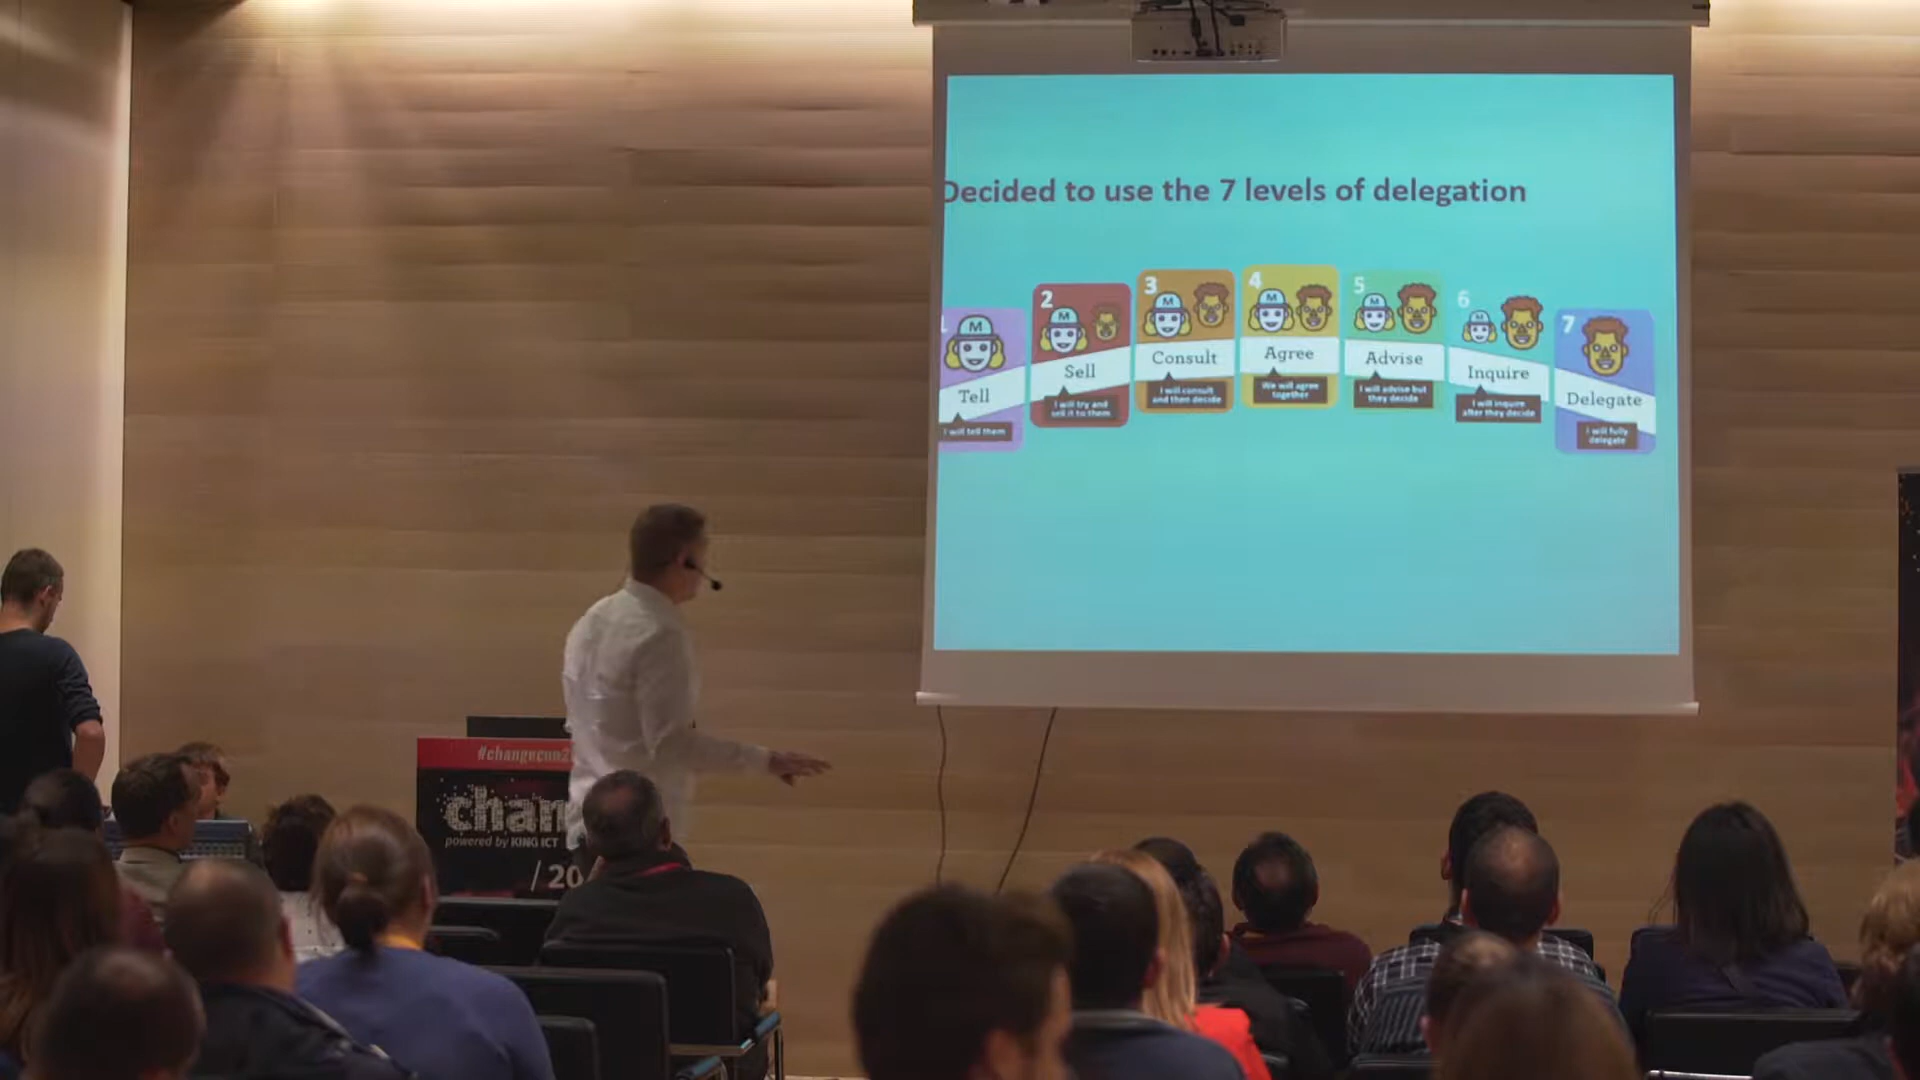 Decided to use the 7 levels of delegation
1
M
Tell
I will tell them
2
M
Sell
I will try and
sell it to them
3
M
Consult
I will consult
and then decide
4
M
Agree
We will agree
together
5
M
Advise
I will advise but
they decide
6
M
Inquire
I will inquire
after they decide
7
Delegate
I will fully
delegate
#changecon2
chan
powered by KING ICT
/20